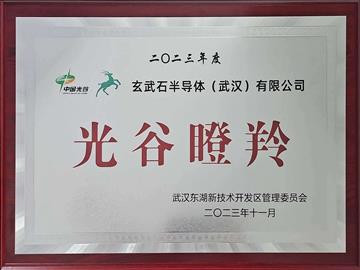 二〇二三年度
中国光谷
玄武石半导体(武汉)有限公司
光谷瞪羚
武汉东湖新技术开发区管理委员会
二〇二三年十一月